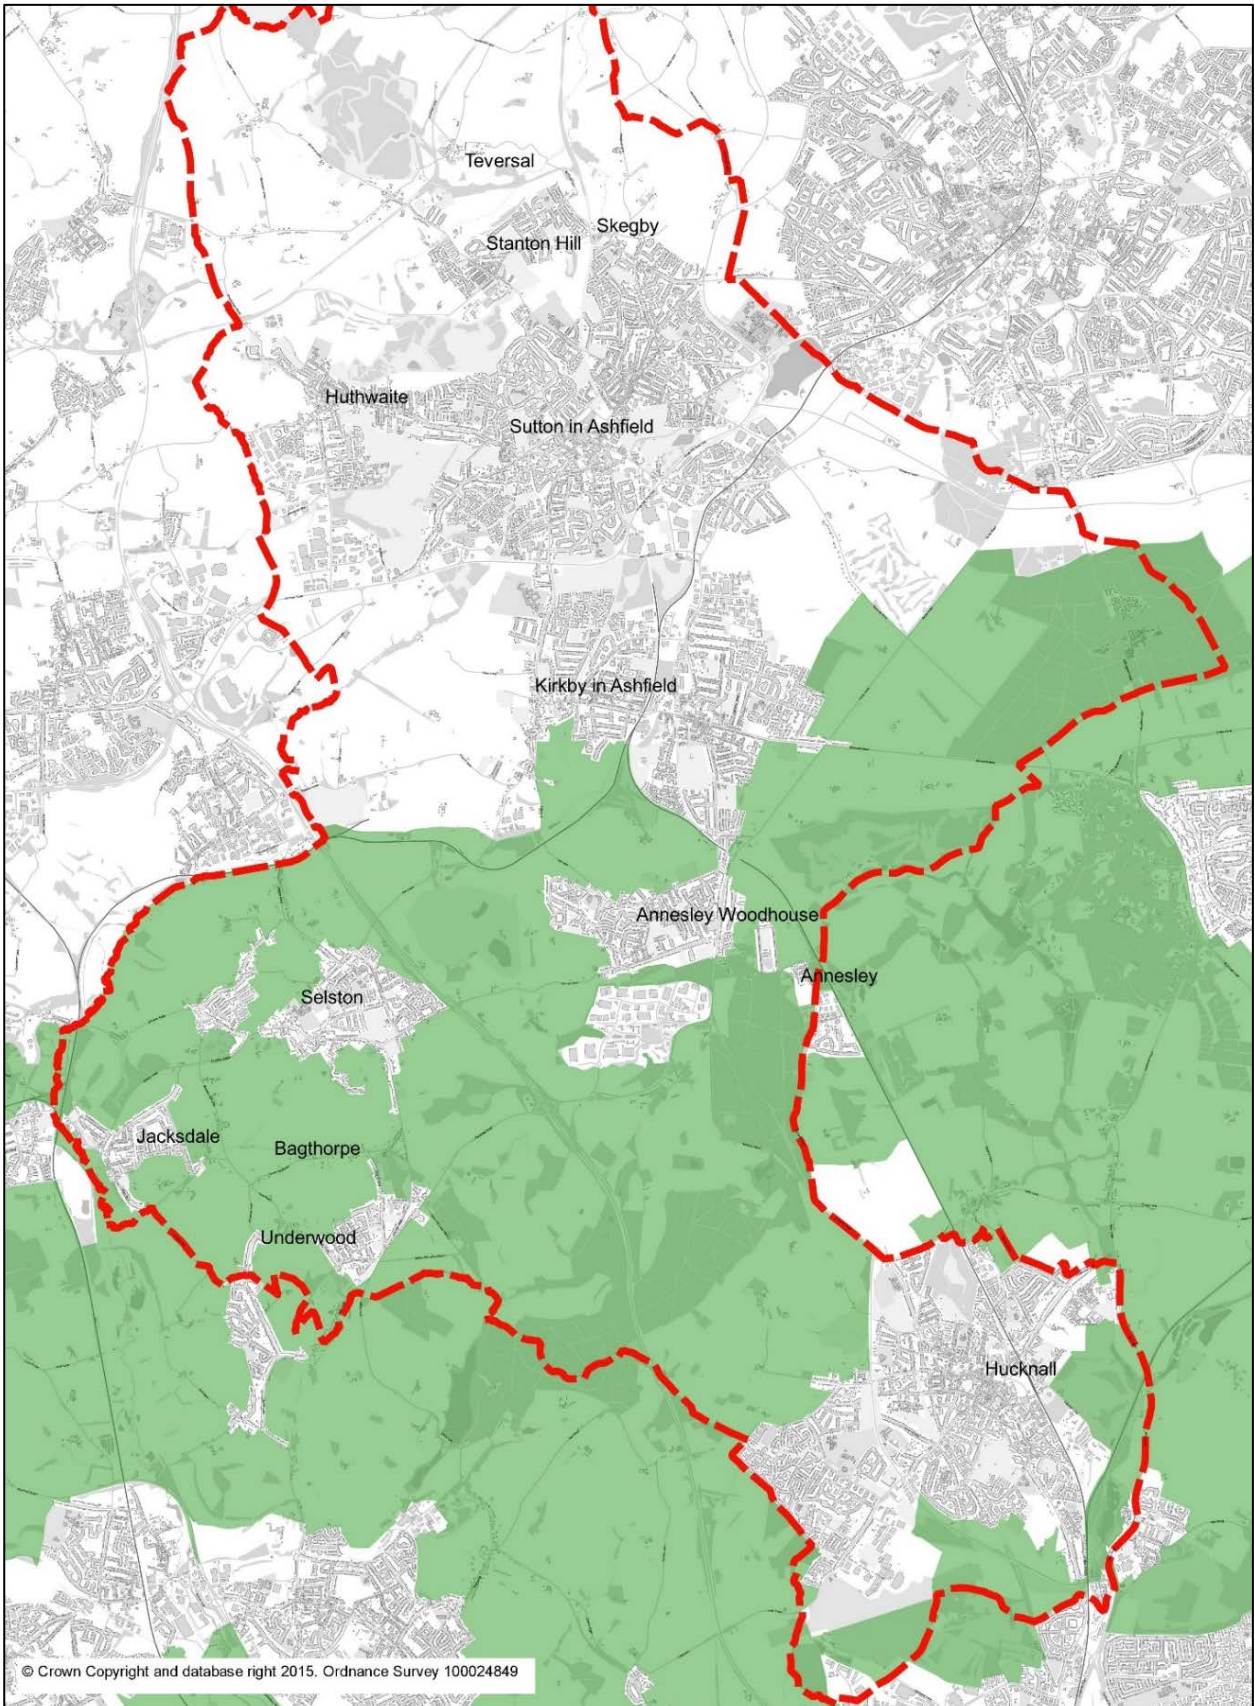 Teversal
Skegby
Stanton Hill
Huthwaite
Sutton in Ashfield
Kirkby in Ashfield
Annesley Woodhouse
Annesley
Selston
Jacksdale
Bagthorpe
Underwood
Hucknall
© Crown Copyright and database right 2015. Ordnance Survey 100024849